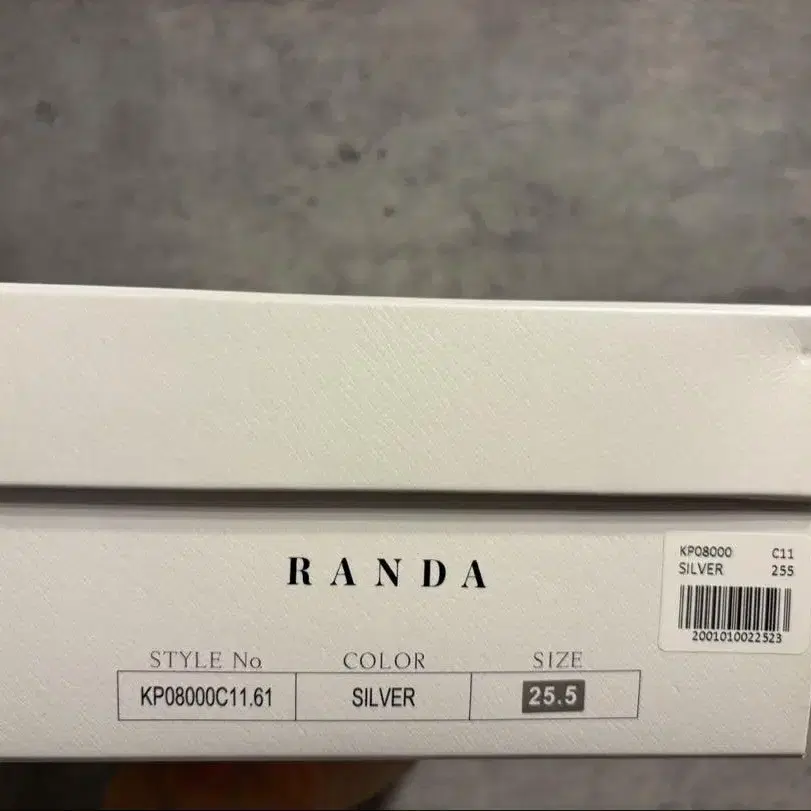 RANDA
STYLE No COLOR SIZE
KP08000C11.61 SILVER 25.5
KP08000 C11
SILVER 255
2001010022523